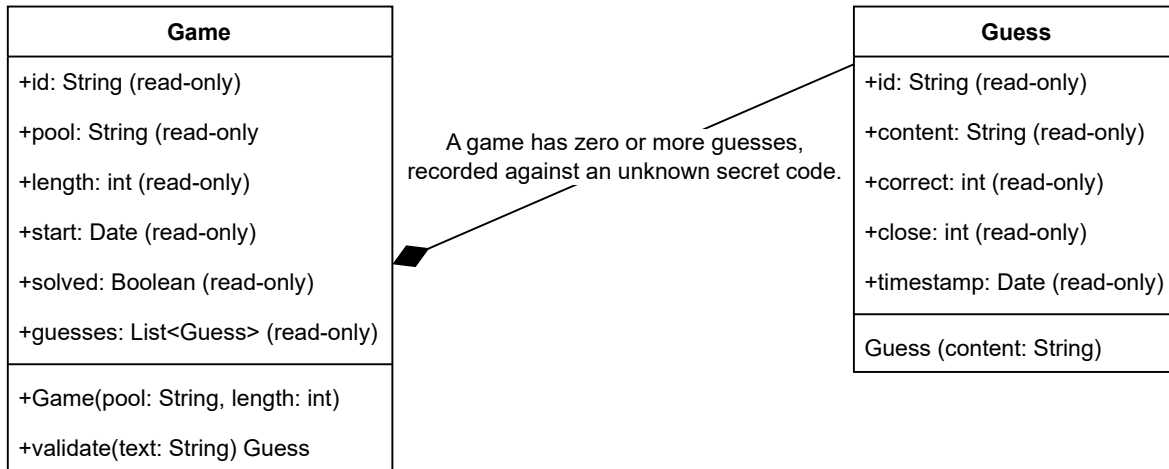 Game
+id: String (read-only)
+pool: String (read-only
+length: int (read-only)
+start: Date (read-only)
+solved: Boolean (read-only)
+guesses: List<Guess> (read-only)
+Game(pool: String, length: int)
+validate(text: String) Guess
A game has zero or more guesses,
recorded against an unknown secret code.
Guess
+id: String (read-only)
+content: String (read-only)
+correct: int (read-only)
+close: int (read-only)
+timestamp: Date (read-only)
Guess (content: String)